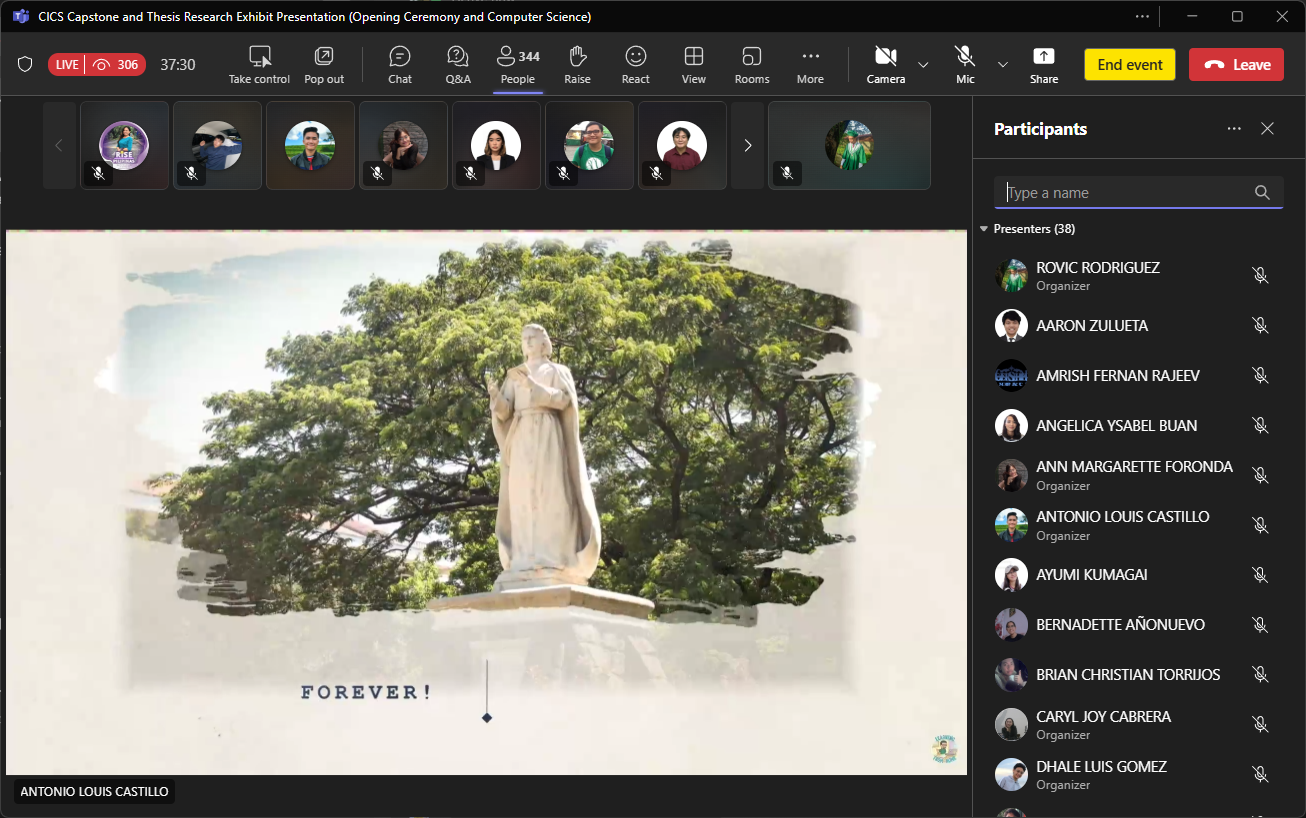 CICS Capstone and Thesis Research Exhibit Presentation (Opening Ceremony and Computer Science)
LIVE 306 37:30
Take control
Pop out
Chat
Q&A
344
People
Raise
React
View
Rooms
More
Camera
Mic
Share
End event
Leave
RISE
PILIPINAS
Participants
Type a name
Presenters (38)
ROVIC RODRIGUEZ
Organizer
AARON ZULUETA
AMRISH FERNAN RAJEEV
ANGELICA YSABEL BUAN
ANN MARGARETTE FORONDA
Organizer
ANTONIO LOUIS CASTILLO
Organizer
AYUMI KUMAGAI
BERNADETTE AÑONUEVO
BRIAN CHRISTIAN TORRIJOS
CARYL JOY CABRERA
Organizer
DHALE LUIS GOMEZ
Organizer
FOREVER!
ANTONIO LOUIS CASTILLO